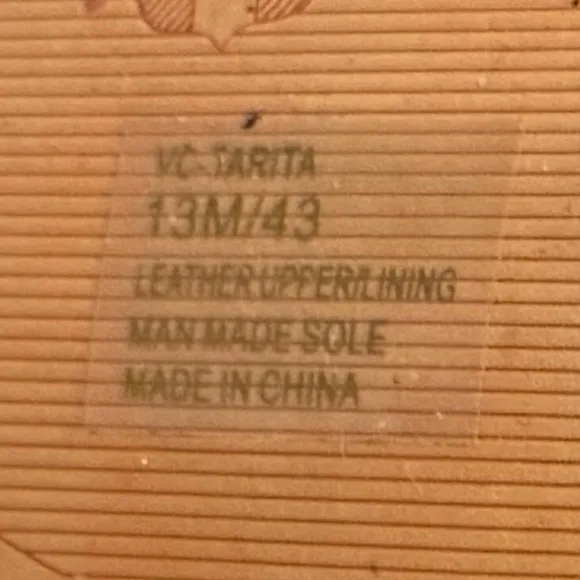 VC-TARITA
13M/43
LEATHER UPPER/LINING
MAN MADE SOLE
MADE IN CHINA